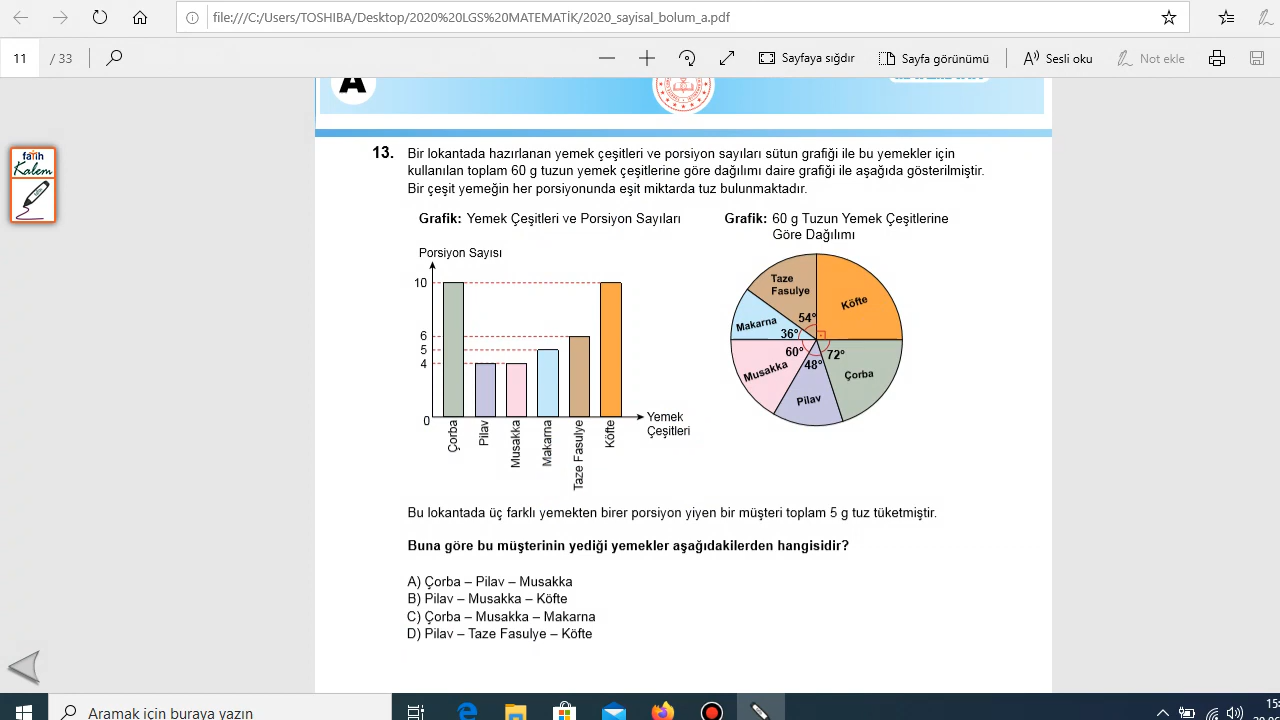 file:///C:/Users/TOSHIBA/Desktop/2020%20LGS%20MATEMATİK/2020_sayisal_bolum_a.pdf
11 / 33
Sayfaya sığdır
Sayfa görünümü
Sesli oku
Not ekle
A
fatih
Kalem
13. Bir lokantada hazırlanan yemek çeşitleri ve porsiyon sayıları sütun grafiği ile bu yemekler için
kullanılan toplam 60 g tuzun yemek çeşitlerine göre dağılımı daire grafiği ile aşağıda gösterilmiştir.
Bir çeşit yemeğin her porsiyonunda eşit miktarda tuz bulunmaktadır.
Grafik: Yemek Çeşitleri ve Porsiyon Sayıları
Porsiyon Sayısı
10
6
5
4
0
Yemek
Çeşitleri
Çorba
Pilav
Musakka
Makarna
Taze Fasulye
Köfte
Grafik: 60 g Tuzun Yemek Çeşitlerine
Göre Dağılımı
Taze
Fasulye
Köfte
54°
Makarna
36°
60°
72°
Musakka
48°
Çorba
Pilav
Bu lokantada üç farklı yemekten birer porsiyon yiyen bir müşteri toplam 5 g tuz tüketmiştir.
Buna göre bu müşterinin yediği yemekler aşağıdakilerden hangisidir?
A) Çorba – Pilav – Musakka
B) Pilav – Musakka – Köfte
C) Çorba – Musakka – Makarna
D) Pilav – Taze Fasulye – Köfte
Aramak için buraya yazın